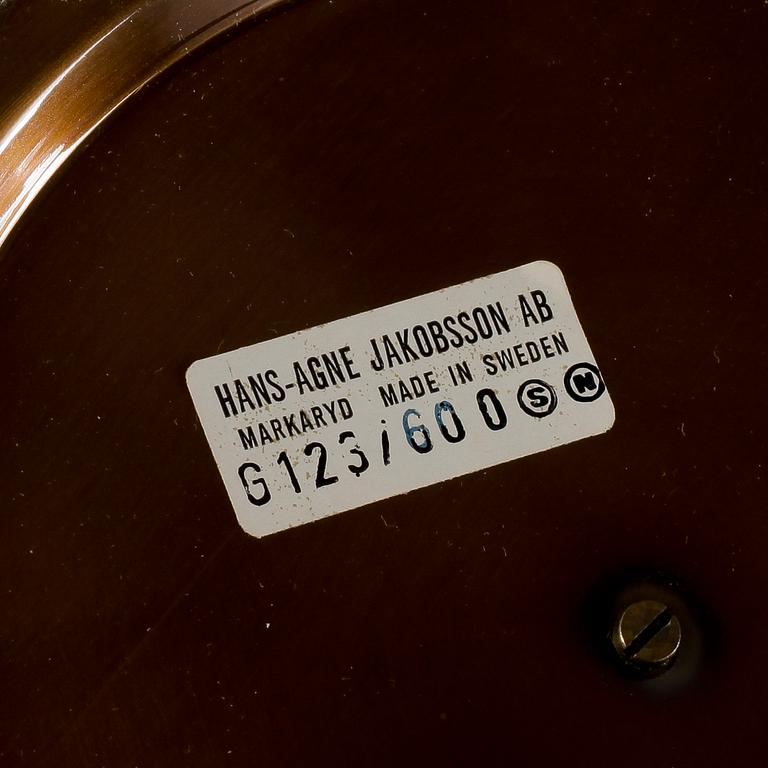 HANS-AGNE JAKOBSSON AB
MARKARYD MADE IN SWEDEN
G123/600 Ⓢ Ⓝ